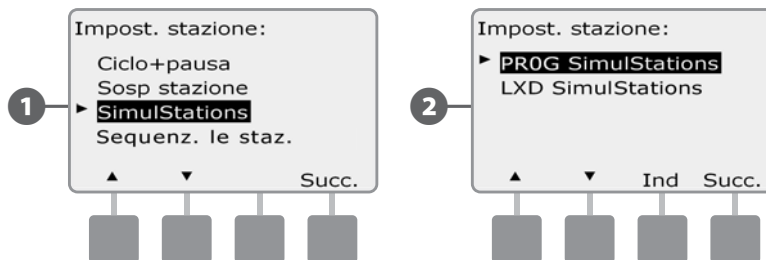 Impost. stazione:
Ciclo+pausa
Sosp stazione
SimulStations
Sequenz. le staz.
Succ.
1
Impost. stazione:
PR0G SimulStations
LXD SimulStations
Ind Succ.
2